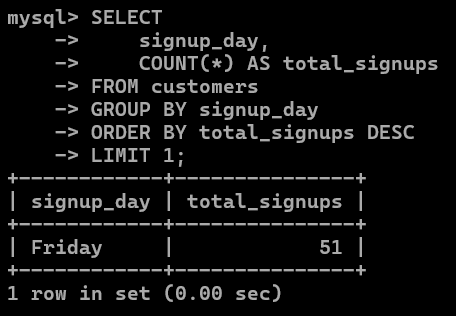 mysql> SELECT
    ->     signup_day,
    ->     COUNT(*) AS total_signups
    -> FROM customers
    -> GROUP BY signup_day
    -> ORDER BY total_signups DESC
    -> LIMIT 1;
+------------+---------------+
| signup_day | total_signups |
+------------+---------------+
| Friday     |            51 |
+------------+---------------+
1 row in set (0.00 sec)